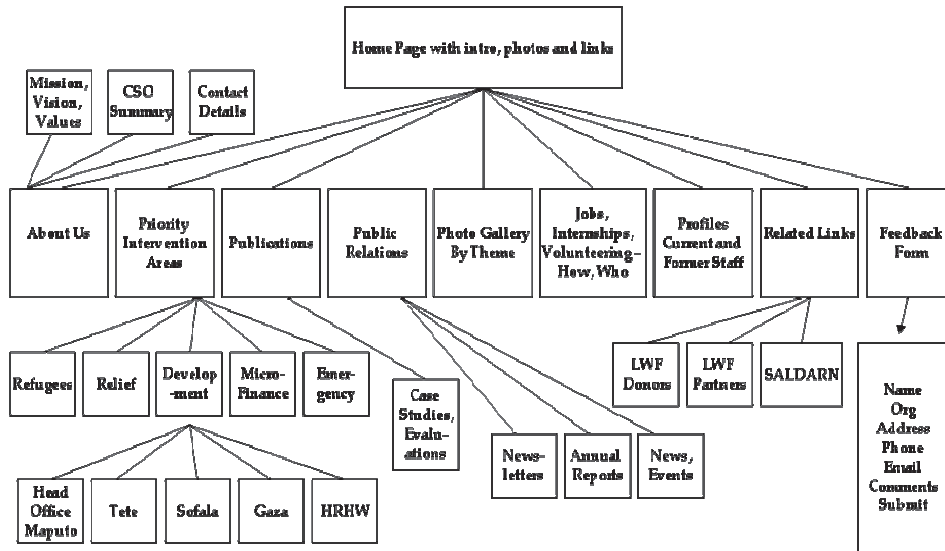 Home Page with intro, photos and links
Mission,
Vision,
Values
CSO
Summary
Contact
Details
About Us
Priority
Intervention
Areas
Publications
Public
Relations
Photo Gallery
By Theme
Jobs,
Internships,
Volunteering–
How, Who
Profiles
Current and
Former Staff
Related Links
Feedback
Form
Refugees
Relief
Develop
-ment
Micro-
Finance
Emer-
gency
Case
Studies,
Evalu-
ations
News-
letters
Annual
Reports
News,
Events
LWF
Donors
LWF
Partners
SALDARN
Name
Org
Address
Phone
Email
Comments
Submit
Head
Office
Maputo
Tete
Sofala
Gaza
HRHW